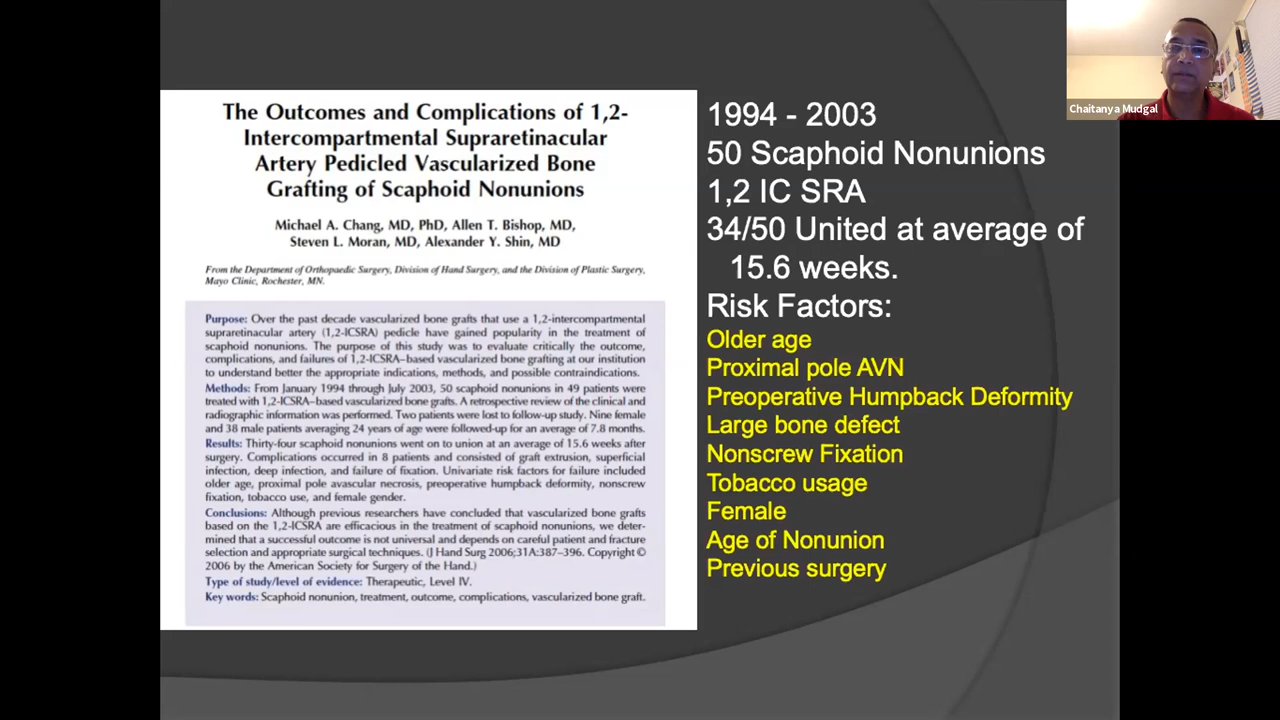 The Outcomes and Complications of 1,2-
Intercompartmental Supraretinacular
Artery Pedicled Vascularized Bone
Grafting of Scaphoid Nonunions
Michael A. Chang, MD, PhD, Allen T. Bishop, MD,
Steven L. Moran, MD, Alexander Y. Shin, MD
From the Department of Orthopaedic Surgery, Division of Hand Surgery, and the Division of Plastic Surgery,
Mayo Clinic, Rochester, MN.
Purpose: Over the past decade vascularized bone grafts that use a 1,2-intercompartmental
supraretinacular artery (1,2-ICSRA) pedicle have gained popularity in the treatment of
scaphoid nonunions. The purpose of this study was to evaluate critically the outcome,
complications, and failures of 1,2-ICSRA–based vascularized bone grafting at our institution
to understand better the appropriate indications, methods, and possible contraindications.
Methods: From January 1994 through July 2003, 50 scaphoid nonunions in 49 patients were
treated with 1,2-ICSRA–based vascularized bone grafts. A retrospective review of the clinical and
radiographic information was performed. Two patients were lost to follow-up study. Nine female
and 38 male patients averaging 24 years of age were followed-up for an average of 7.8 months.
Results: Thirty-four scaphoid nonunions went on to union at an average of 15.6 weeks after
surgery. Complications occurred in 8 patients and consisted of graft extrusion, superficial
infection, deep infection, and failure of fixation. Univariate risk factors for failure included
older age, proximal pole avascular necrosis, preoperative humpback deformity, nonscrew
fixation, tobacco use, and female gender.
Conclusions: Although previous researchers have concluded that vascularized bone grafts
based on the 1,2-ICSRA are efficacious in the treatment of scaphoid nonunions, we deter-
mined that a successful outcome is not universal and depends on careful patient and fracture
selection and appropriate surgical techniques. (J Hand Surg 2006;31A:387–396. Copyright ©
2006 by the American Society for Surgery of the Hand.)
Type of study/level of evidence: Therapeutic, Level IV.
Key words: Scaphoid nonunion, treatment, outcome, complications, vascularized bone graft.
1994 - 2003
50 Scaphoid Nonunions
1,2 IC SRA
34/50 United at average of
15.6 weeks.
Risk Factors:
Older age
Proximal pole AVN
Preoperative Humpback Deformity
Large bone defect
Nonscrew Fixation
Tobacco usage
Female
Age of Nonunion
Previous surgery
Chaitanya Mudgal